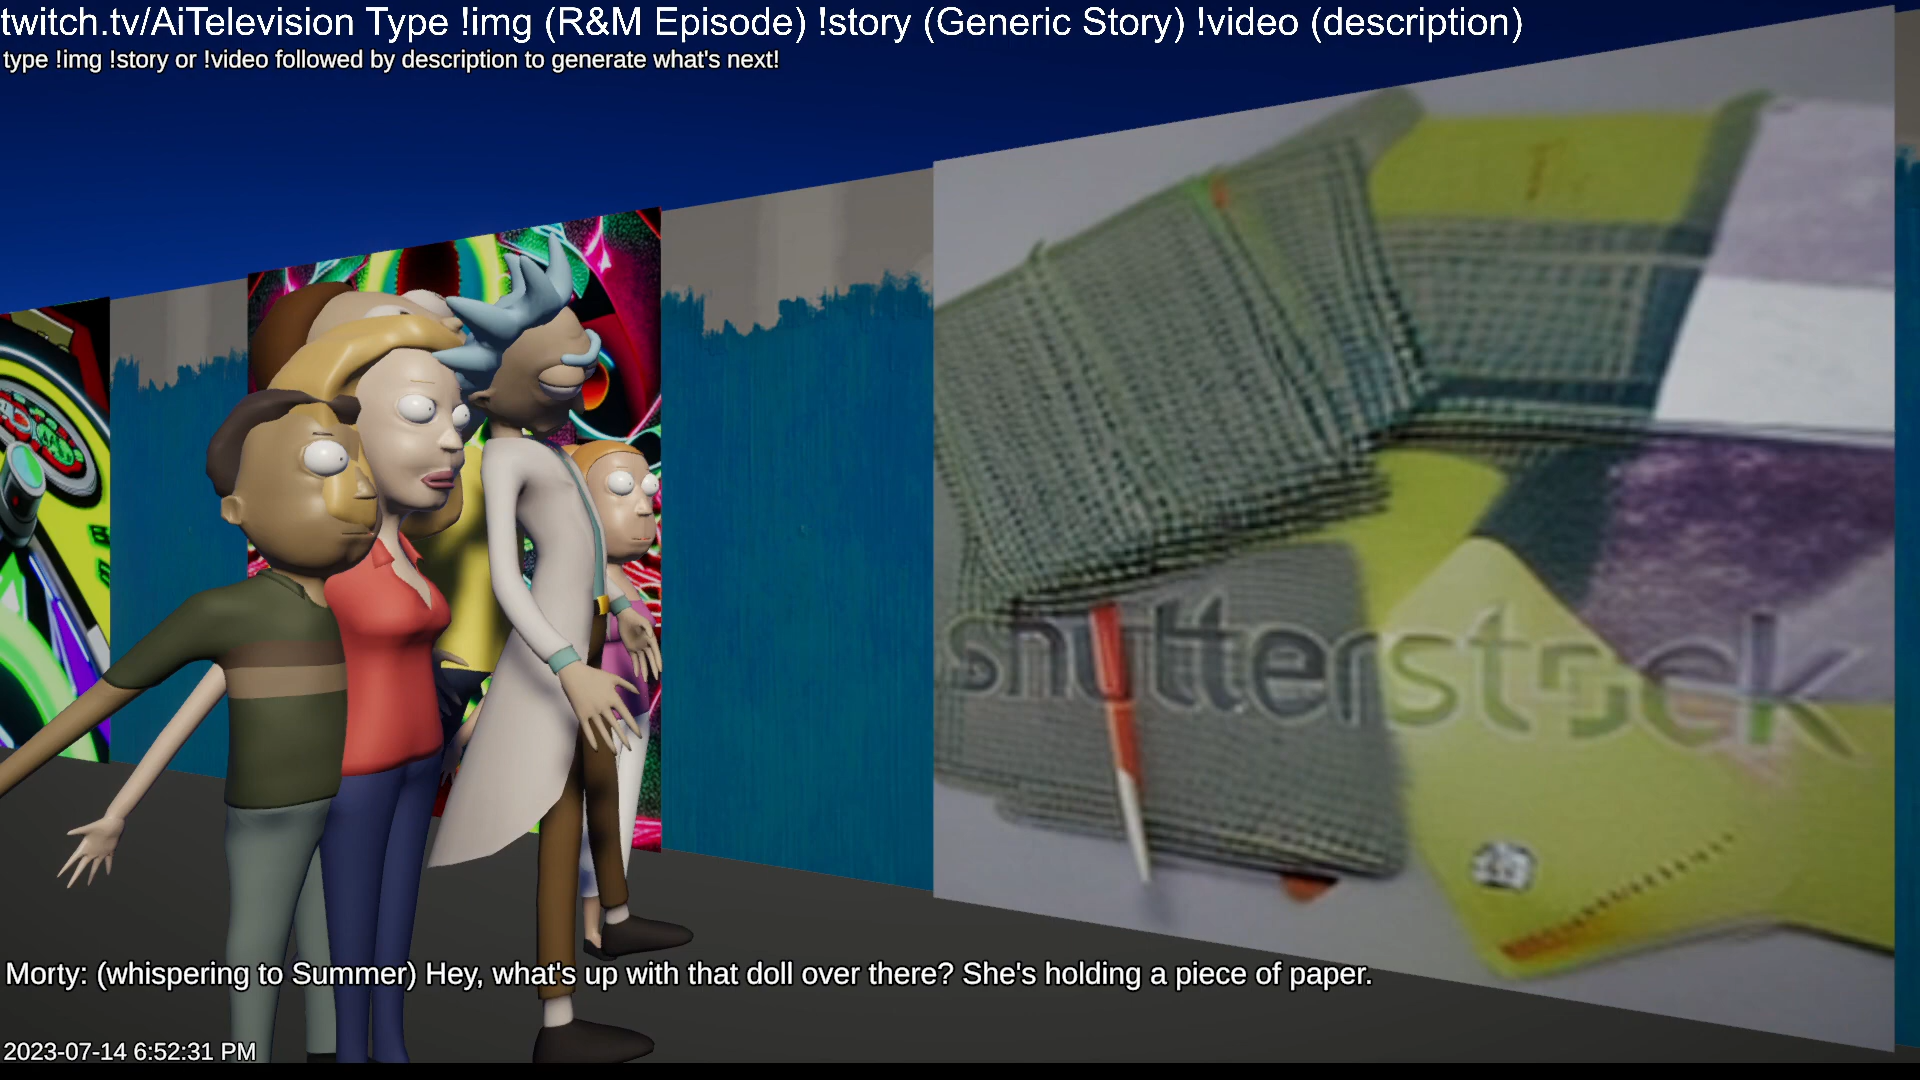 twitch.tv/AiTelevision Type !img (R&M Episode) !story (Generic Story) !video (description)
type !img !story or !video followed by description to generate what's next!
shutterstock
Morty: (whispering to Summer) Hey, what's up with that doll over there? She's holding a piece of paper.
2023-07-14 6:52:31 PM